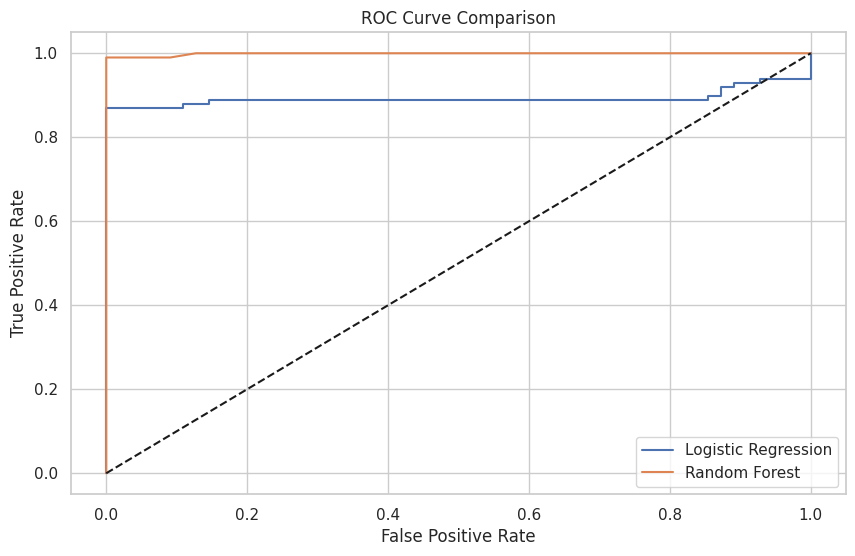 ROC Curve Comparison
1.0
0.8
0.6
0.4
0.2
0.0
True Positive Rate
0.0 0.2 0.4 0.6 0.8 1.0
False Positive Rate
Logistic Regression
Random Forest